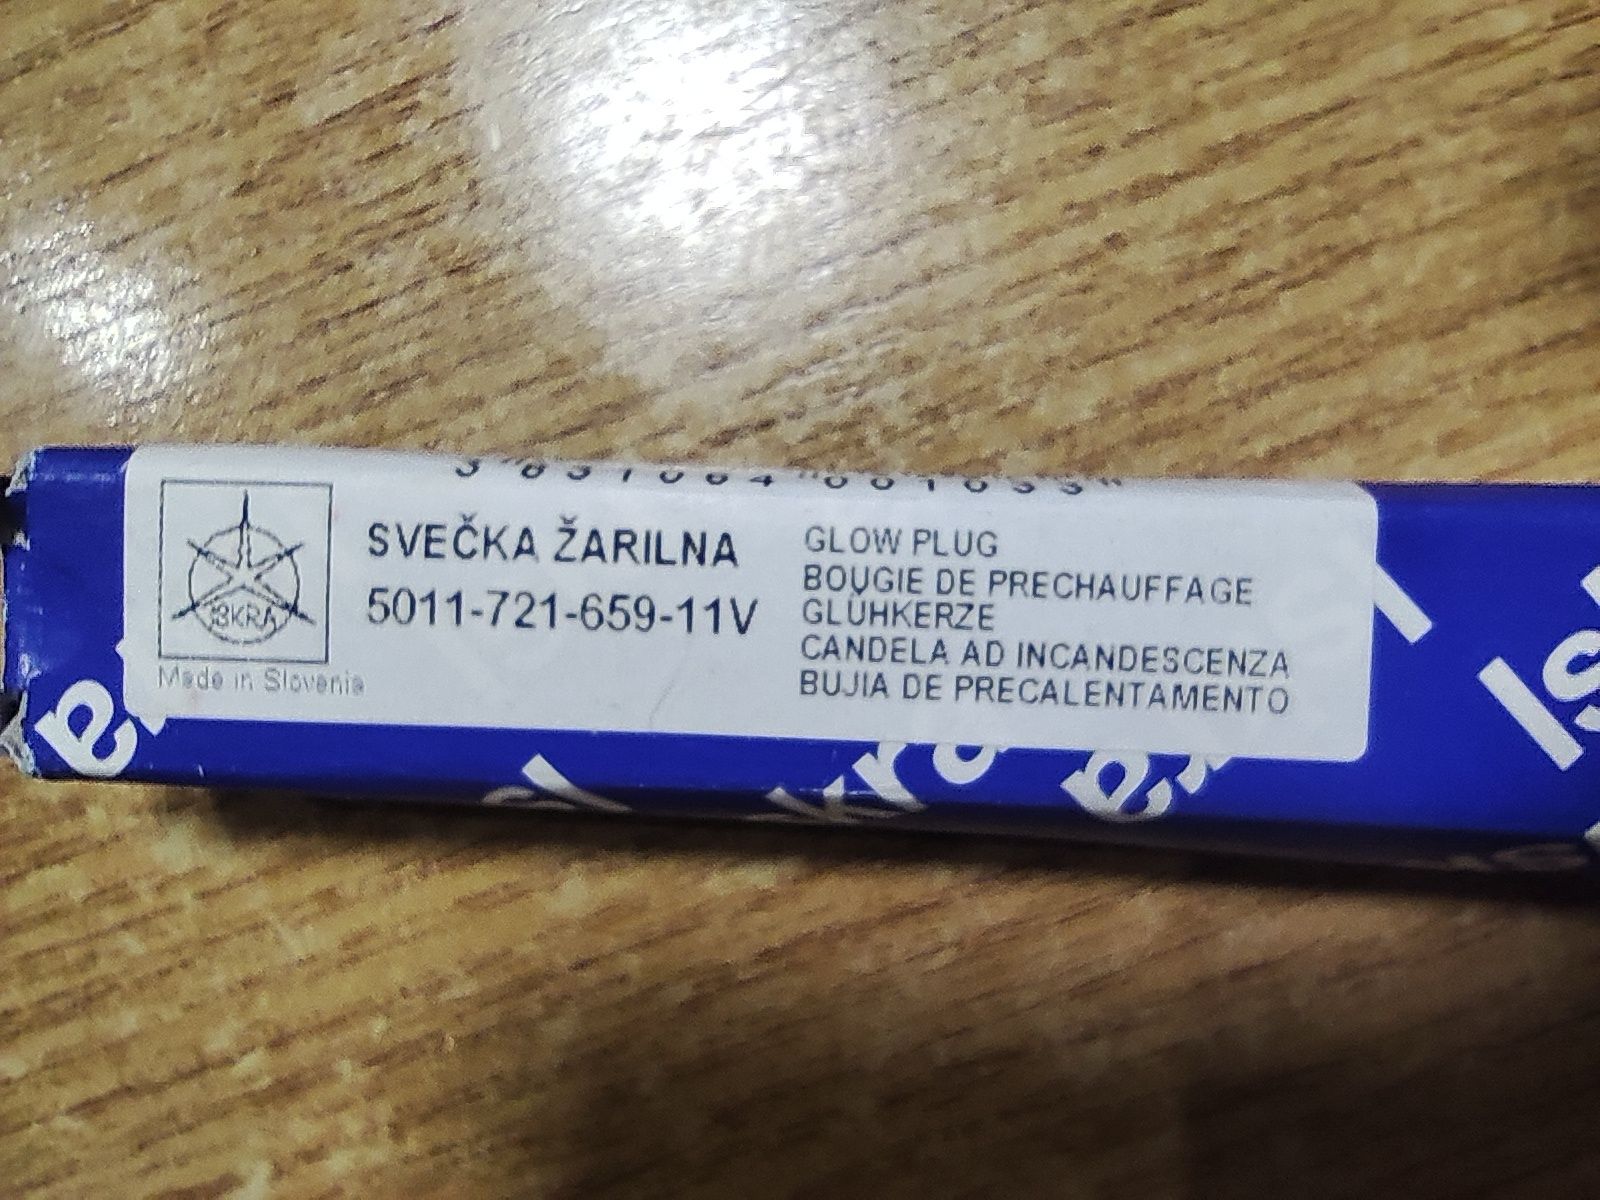 SVEČKA ŽARILNA
5011-721-659-11V
ISKRA
Made in Slovenia
GLOW PLUG
BOUGIE DE PRECHAUFFAGE
GLÜHKERZE
CANDELA AD INCANDESCENZA
BUJIA DE PRECALENTAMENTO